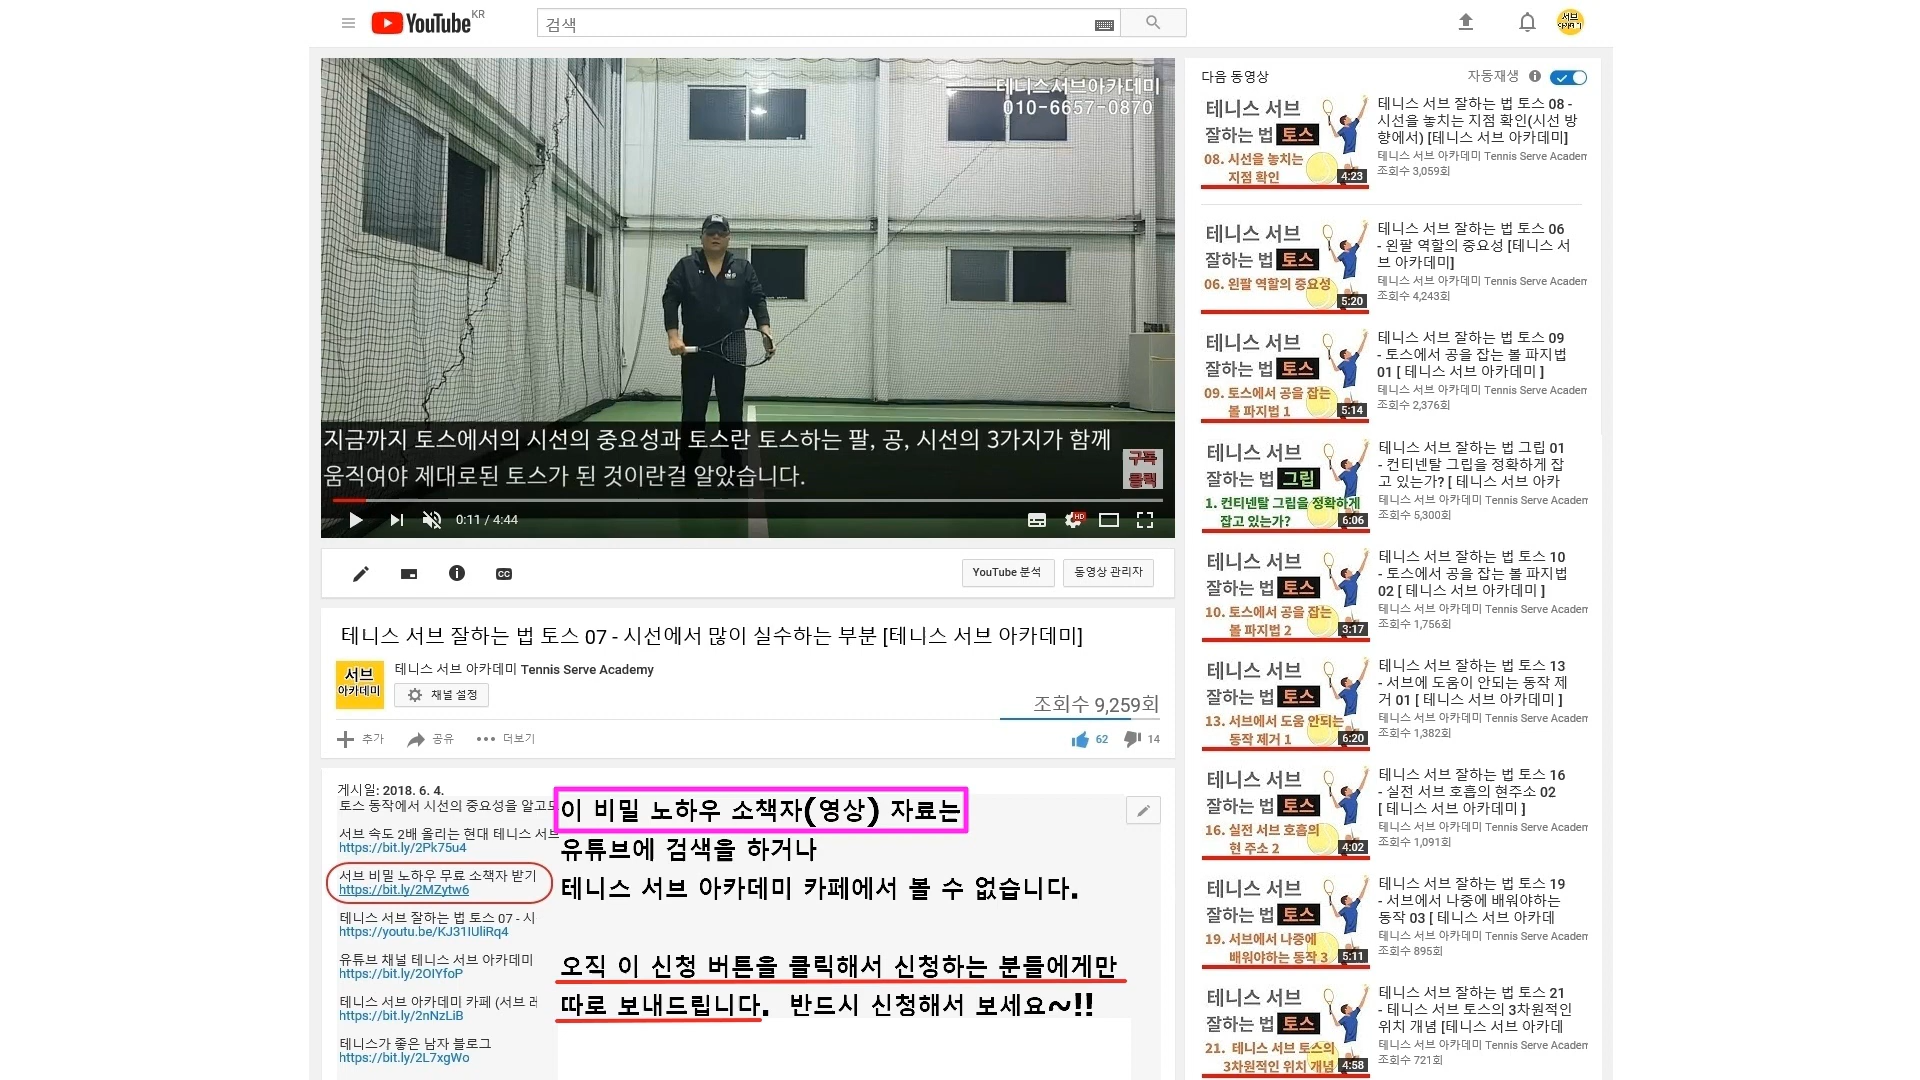 YouTube KR
검색
서브
아카데미
테니스서브아카데미
010-6657-0870
지금까지 토스에서의 시선의 중요성과 토스란 토스하는 팔, 공, 시선의 3가지가 함께
움직여야 제대로된 토스가 된 것이란걸 알았습니다.
구독
클릭
0:11 / 4:44
HD
CC
YouTube 분석
동영상 관리자
테니스 서브 잘하는 법 토스 07 - 시선에서 많이 실수하는 부분 [테니스 서브 아카데미]
서브
아카데미
테니스 서브 아카데미 Tennis Serve Academy
채널 설정
조회수 9,259회
추가
공유
더보기
62
14
게시일: 2018. 6. 4.
토스 동작에서 시선의 중요성을 알고도
서브 속도 2배 올리는 현대 테니스 서브
https://bit.ly/2Pk75u4
서브 비밀 노하우 무료 소책자 받기
https://bit.ly/2MZytw6
테니스 서브 잘하는 법 토스 07 - 시
https://youtu.be/KJ31IUliRq4
유튜브 채널 테니스 서브 아카데미
https://bit.ly/2OIYfoP
테니스 서브 아카데미 카페 (서브 레
https://bit.ly/2nNzLiB
테니스가 좋은 남자 블로그
https://bit.ly/2L7xgWo
이 비밀 노하우 소책자(영상) 자료는
유튜브에 검색을 하거나
테니스 서브 아카데미 카페에서 볼 수 없습니다.
오직 이 신청 버튼을 클릭해서 신청하는 분들에게만
따로 보내드립니다. 반드시 신청해서 보세요~!!
다음 동영상
자동재생
테니스 서브
잘하는 법 토스
08. 시선을 놓치는
지점 확인
4:23
테니스 서브 잘하는 법 토스 08 -
시선을 놓치는 지점 확인(시선 방
향에서) [테니스 서브 아카데미]
테니스 서브 아카데미 Tennis Serve Academ
조회수 3,059회
테니스 서브
잘하는 법 토스
06. 왼팔 역할의 중요성
5:20
테니스 서브 잘하는 법 토스 06
- 왼팔 역할의 중요성 [테니스 서
브 아카데미]
테니스 서브 아카데미 Tennis Serve Academ
조회수 4,243회
테니스 서브
잘하는 법 토스
09. 토스에서 공을 잡는
볼 파지법 1
5:14
테니스 서브 잘하는 법 토스 09
- 토스에서 공을 잡는 볼 파지법
01 [ 테니스 서브 아카데미 ]
테니스 서브 아카데미 Tennis Serve Academ
조회수 2,376회
테니스 서브
잘하는 법 그립
1. 컨티넨탈 그립을 정확하게
잡고 있는가?
6:06
테니스 서브 잘하는 법 그립 01
- 컨티넨탈 그립을 정확하게 잡
고 있는가? [ 테니스 서브 아카
테니스 서브 아카데미 Tennis Serve Academ
조회수 5,300회
테니스 서브
잘하는 법 토스
10. 토스에서 공을 잡는
볼 파지법 2
3:17
테니스 서브 잘하는 법 토스 10
- 토스에서 공을 잡는 볼 파지법
02 [ 테니스 서브 아카데미 ]
테니스 서브 아카데미 Tennis Serve Academ
조회수 1,756회
테니스 서브
잘하는 법 토스
13. 서브에서 도움 안되는
동작 제거 1
6:20
테니스 서브 잘하는 법 토스 13
- 서브에 도움이 안되는 동작 제
거 01 [ 테니스 서브 아카데미 ]
테니스 서브 아카데미 Tennis Serve Academ
조회수 1,382회
테니스 서브
잘하는 법 토스
16. 실전 서브 호흡의
현 주소 2
4:02
테니스 서브 잘하는 법 토스 16
- 실전 서브 호흡의 현주소 02
[ 테니스 서브 아카데미 ]
테니스 서브 아카데미 Tennis Serve Academ
조회수 1,091회
테니스 서브
잘하는 법 토스
19. 서브에서 나중에
배워야하는 동작 3
5:11
테니스 서브 잘하는 법 토스 19
- 서브에서 나중에 배워야하는
동작 03 [ 테니스 서브 아카데
테니스 서브 아카데미 Tennis Serve Academ
조회수 895회
테니스 서브
잘하는 법 토스
21. 테니스 서브 토스의
3차원적인 위치 개념
4:58
테니스 서브 잘하는 법 토스 21
- 테니스 서브 토스의 3차원적인
위치 개념 [테니스 서브 아카데
테니스 서브 아카데미 Tennis Serve Academ
조회수 721회